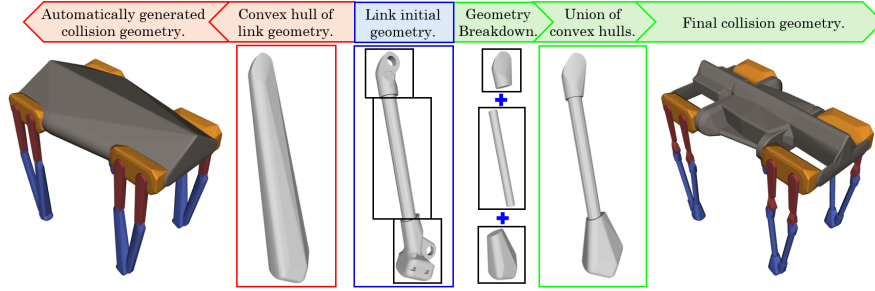 Automatically generated
collision geometry.
Convex hull of
link geometry.
Link initial
geometry.
Geometry
Breakdown.
Union of
convex hulls.
Final collision geometry.